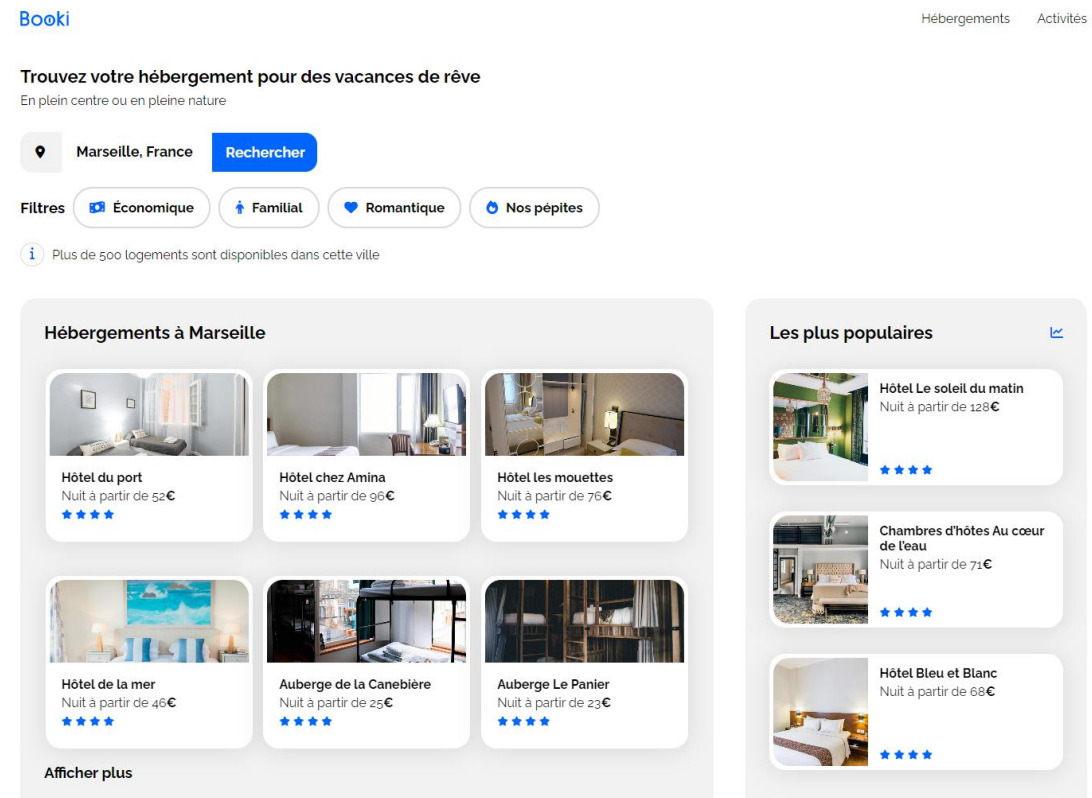 Booki
Hébergements
Activités
Trouvez votre hébergement pour des vacances de rêve
En plein centre ou en pleine nature
Marseille, France
Rechercher
Filtres
Économique
Familial
Romantique
Nos pépites
Plus de 500 logements sont disponibles dans cette ville
Hébergements à Marseille
Hôtel du port
Nuit à partir de 52€
Hôtel chez Amina
Nuit à partir de 96€
Hôtel les mouettes
Nuit à partir de 76€
Hôtel de la mer
Nuit à partir de 46€
Auberge de la Canebière
Nuit à partir de 25€
Auberge Le Panier
Nuit à partir de 23€
Afficher plus
Les plus populaires
Hôtel Le soleil du matin
Nuit à partir de 128€
Chambres d'hôtes Au cœur
de l'eau
Nuit à partir de 71€
Hôtel Bleu et Blanc
Nuit à partir de 68€